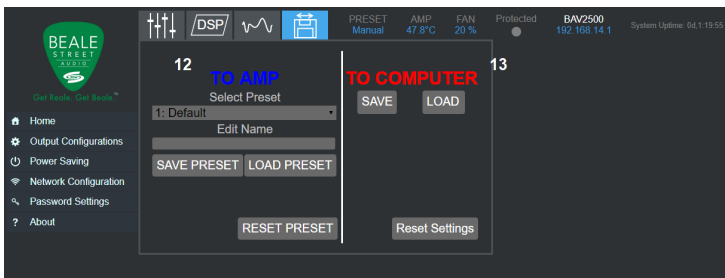 BEALE
STREET
AUDIO
Get Beale. Get Beale.™
Home
Output Configurations
Power Saving
Network Configuration
Password Settings
? About
DSP
PRESET
Manual
AMP
47.8°C
FAN
20 %
Protected
BAV2500
192.168.14.1
System Uptime: 0d,1:19:55
12
TO AMP
Select Preset
1: Default
Edit Name
SAVE PRESET LOAD PRESET
RESET PRESET
13
TO COMPUTER
SAVE LOAD
Reset Settings